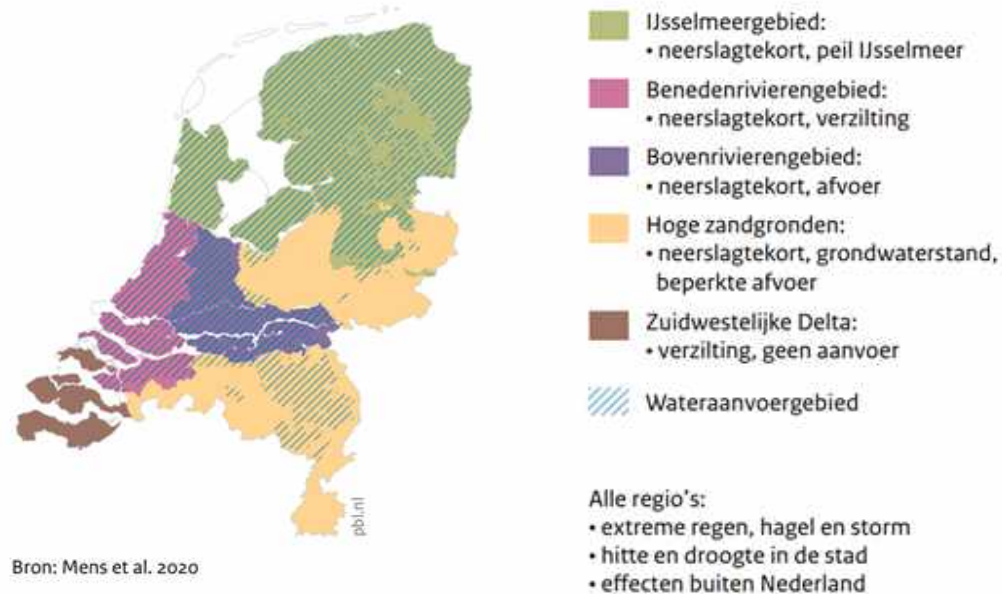 IJsselmeergebied:
• neerslagtekort, peil IJsselmeer
Benedenrivierengebied:
• neerslagtekort, verzilting
Bovenrivierengebied:
• neerslagtekort, afvoer
Hoge zandgronden:
• neerslagtekort, grondwaterstand,
beperkte afvoer
Zuidwestelijke Delta:
• verzilting, geen aanvoer
Wateraanvoergebied
Alle regio's:
• extreme regen, hagel en storm
• hitte en droogte in de stad
• effecten buiten Nederland
pbl.nl
Bron: Mens et al. 2020